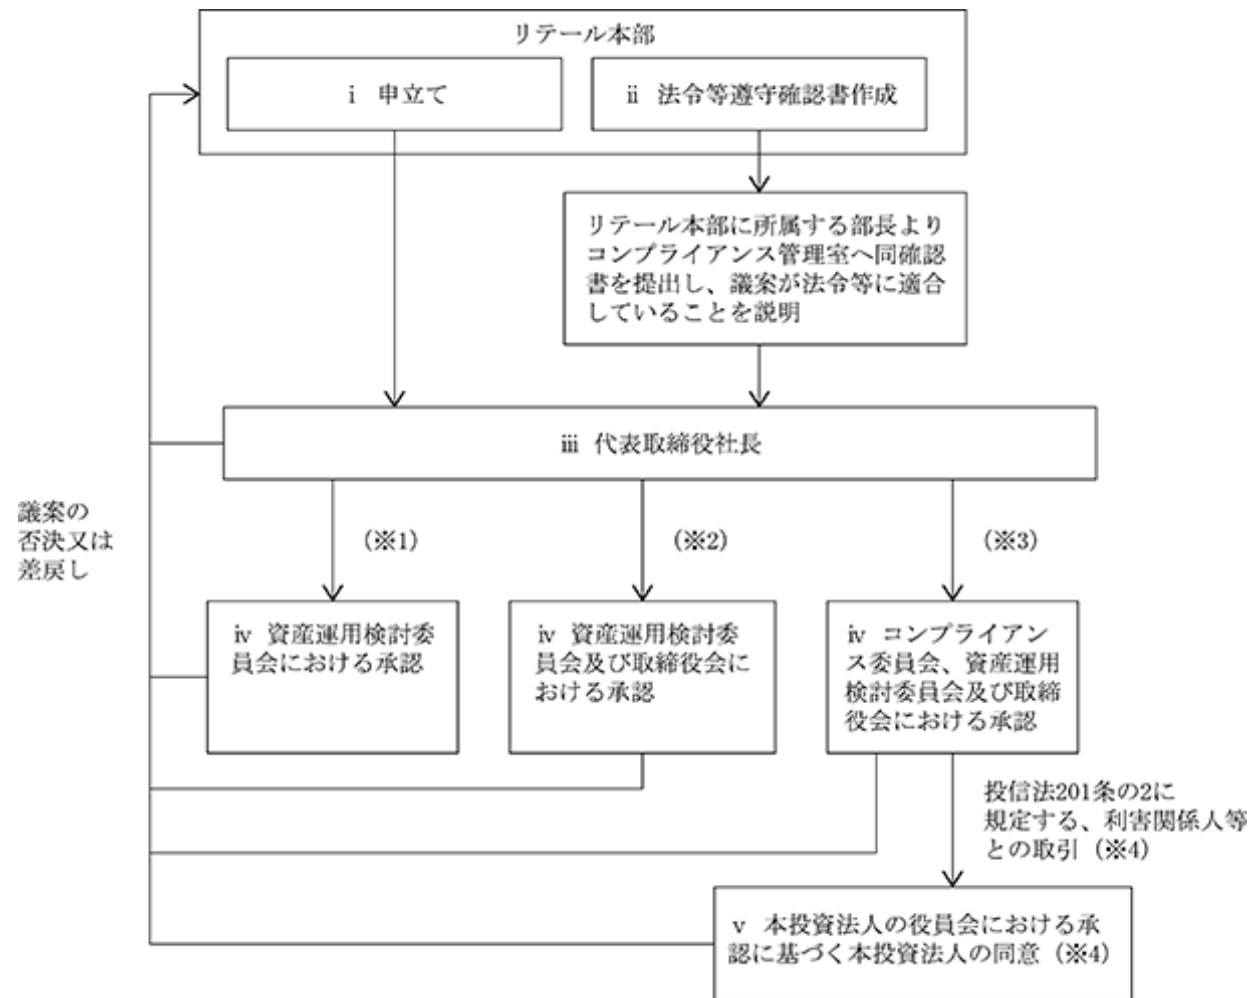 リテール本部
ⅰ 申立て
ⅱ 法令等遵守確認書作成
リテール本部に所属する部長より
コンプライアンス管理室へ同確認
書を提出し、議案が法令等に適合
していることを説明
ⅲ 代表取締役社長
議案の
否決又は
差戻し
(※1)
(※2)
(※3)
ⅳ 資産運用検討委
員会における承認
ⅳ 資産運用検討委
員会及び取締役会に
おける承認
ⅳ コンプライアン
ス委員会、資産運用
検討委員会及び取締
役会における承認
投信法201条の2に
規定する、利害関係人等
との取引（※4）
ⅴ 本投資法人の役員会における承
認に基づく本投資法人の同意（※4）